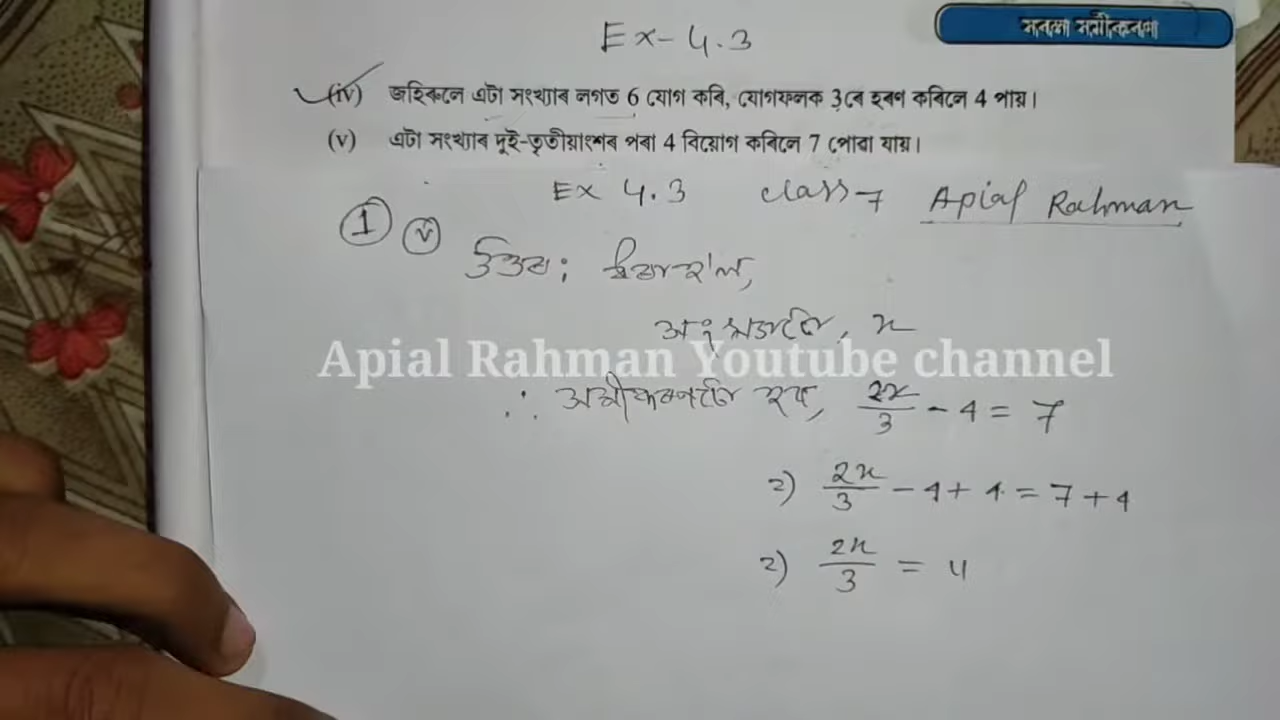 Ex-4.3
সৰল সমীকৰণ
(iv) জহিৰুলে এটা সংখ্যাৰ লগত 6 যোগ কৰি, যোগফলক 3ৰে হৰণ কৰিলে 4 পায়।
(v) এটা সংখ্যাৰ দুই-তৃতীয়াংশৰ পৰা 4 বিয়োগ কৰিলে 7 পোৱা যায়।
Ex 4.3 class-7 Apial Rahman
1 v
উত্তৰ: ধৰাহ'ল,
সংখ্যাটো, x
Apial Rahman Youtube channel
∴ সমীকৰণটো হব, 2x/3 - 4 = 7
⇒) 2x/3 - 4 + 4 = 7 + 4
⇒) 2x/3 = 4